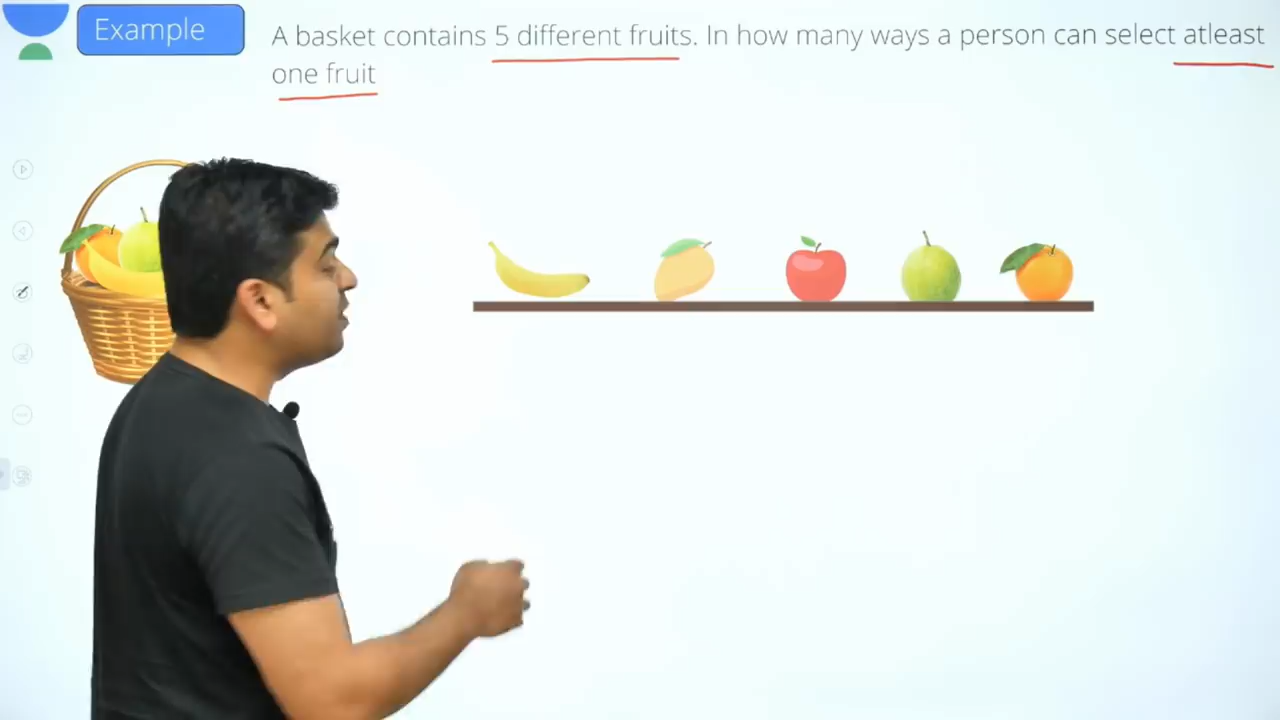 Example
A basket contains 5 different fruits. In how many ways a person can select atleast
one fruit